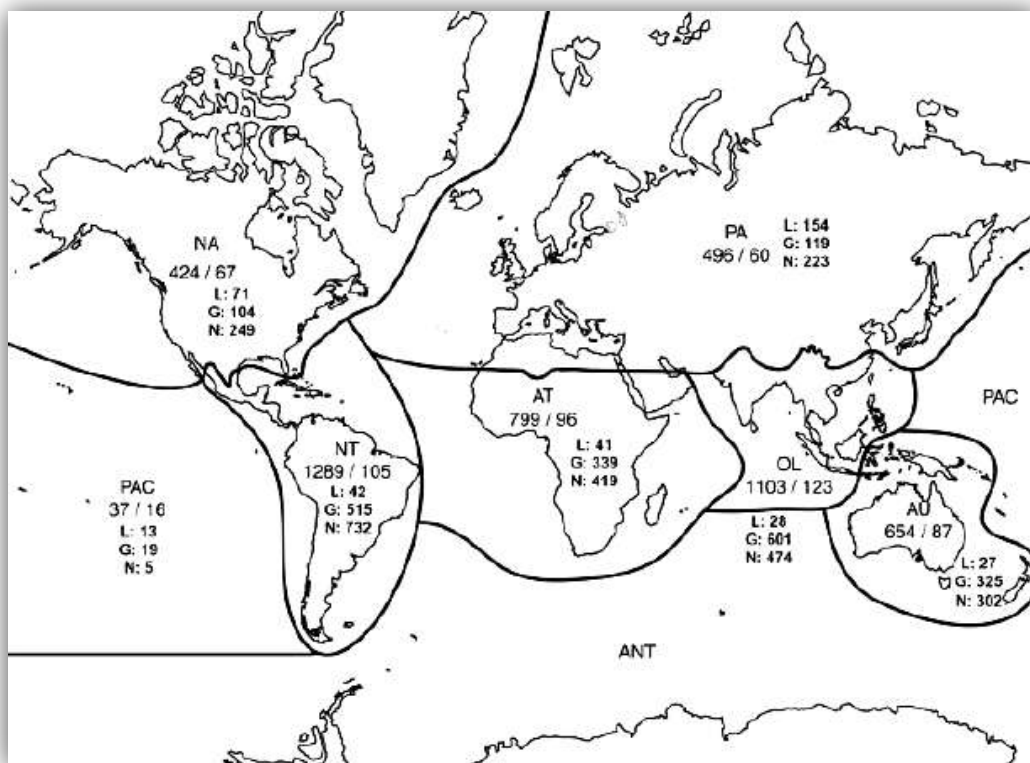 NA
424 / 67
L: 71
G: 104
N: 249
PA
496 / 60
L: 154
G: 119
N: 223
PAC
37 / 16
L: 13
G: 19
N: 5
NT
1289 / 105
L: 42
G: 515
N: 732
AT
799 / 96
L: 41
G: 339
N: 419
OL
1103 / 123
L: 28
G: 601
N: 474
PAC
AU
654 / 87
L: 27
G: 325
N: 302
ANT